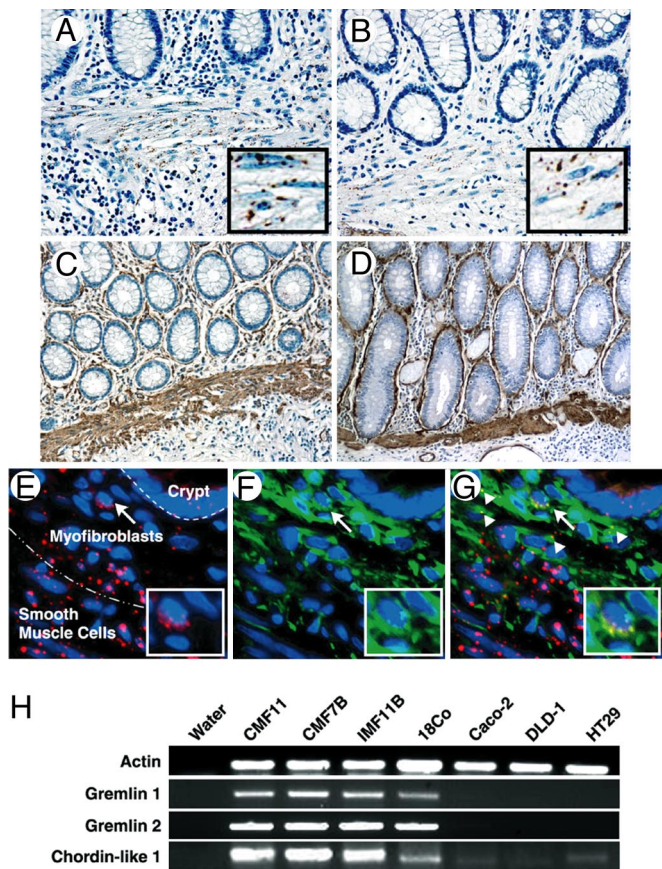 A B
C D
E F G
Crypt
Myofibroblasts
Smooth
Muscle Cells
H
Water CMF11 CMF7B IMF11B 18Co Caco-2 DLD-1 HT29
Actin
Gremlin 1
Gremlin 2
Chordin-like 1